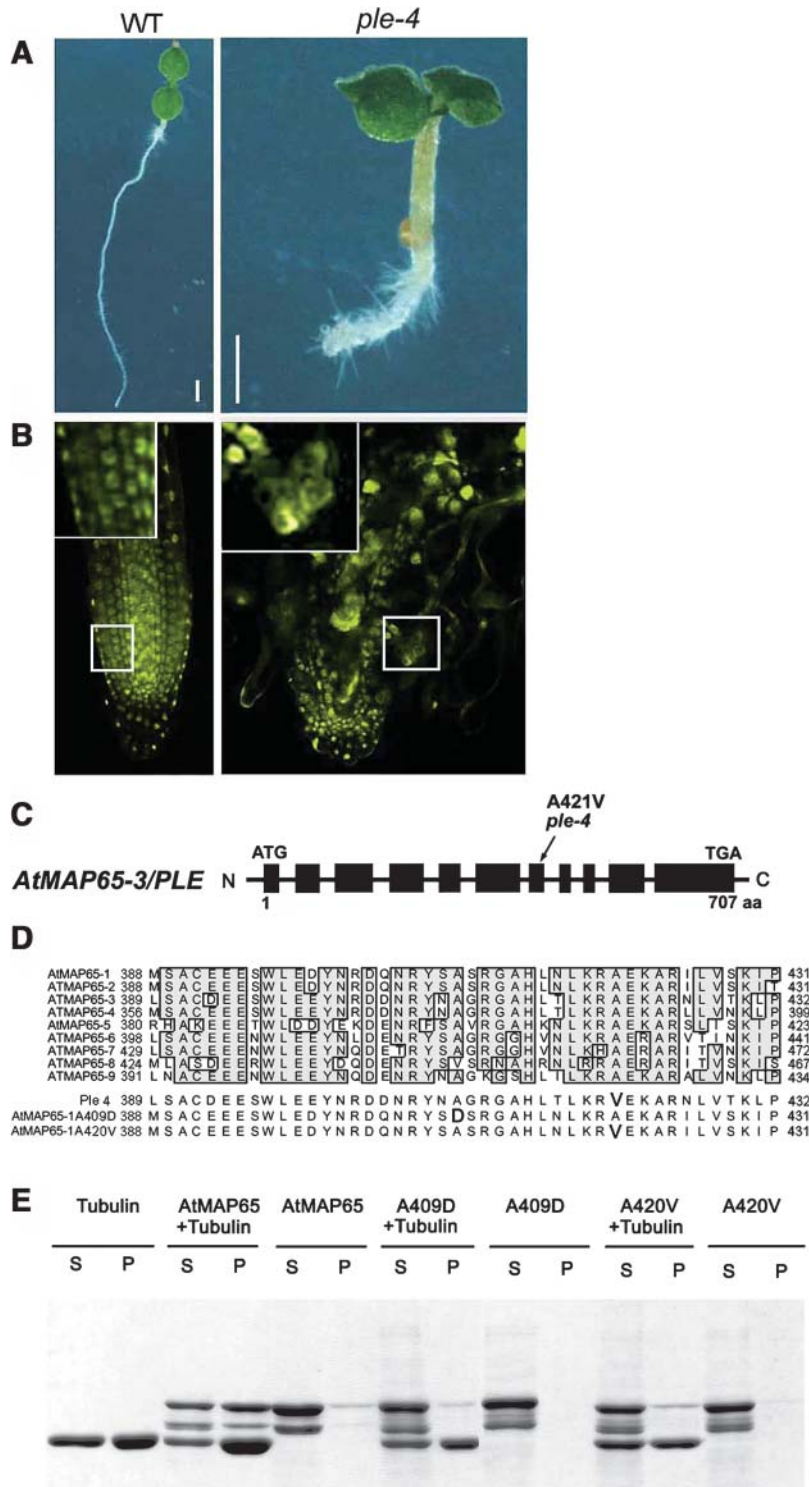 WT
ple-4
A
B
C
A421V
ple-4
ATG
TGA
AtMAP65-3/PLE
N
C
1
707 aa
D
AtMAP65-1 388 M S A C E E E S W L E D Y N R D Q N R Y S A S R G A H L N L K R A E K A R I L V S K I P 431
ATMAP65-2 388 431
ATMAP65-3 389 432
ATMAP65-4 356 399
AtMAP65-5 380 423
ATMAP65-6 398 441
ATMAP65-7 429 472
ATMAP65-8 424 467
ATMAP65-9 391 434
Ple 4 389 432
AtMAP65-1A409D 388 M S A C E E E S W L E D Y N R D Q N R Y S D S R G A H L N L K R A E K A R I L V S K I P 431
AtMAP65-1A420V 388 M S A C E E E S W L E D Y N R D Q N R Y S A S R G A H L N L K R V E K A R I L V S K I P 431
E
Tubulin
AtMAP65 +Tubulin
AtMAP65
A409D +Tubulin
A409D
A420V +Tubulin
A420V
S P S P S P S P S P S P S P